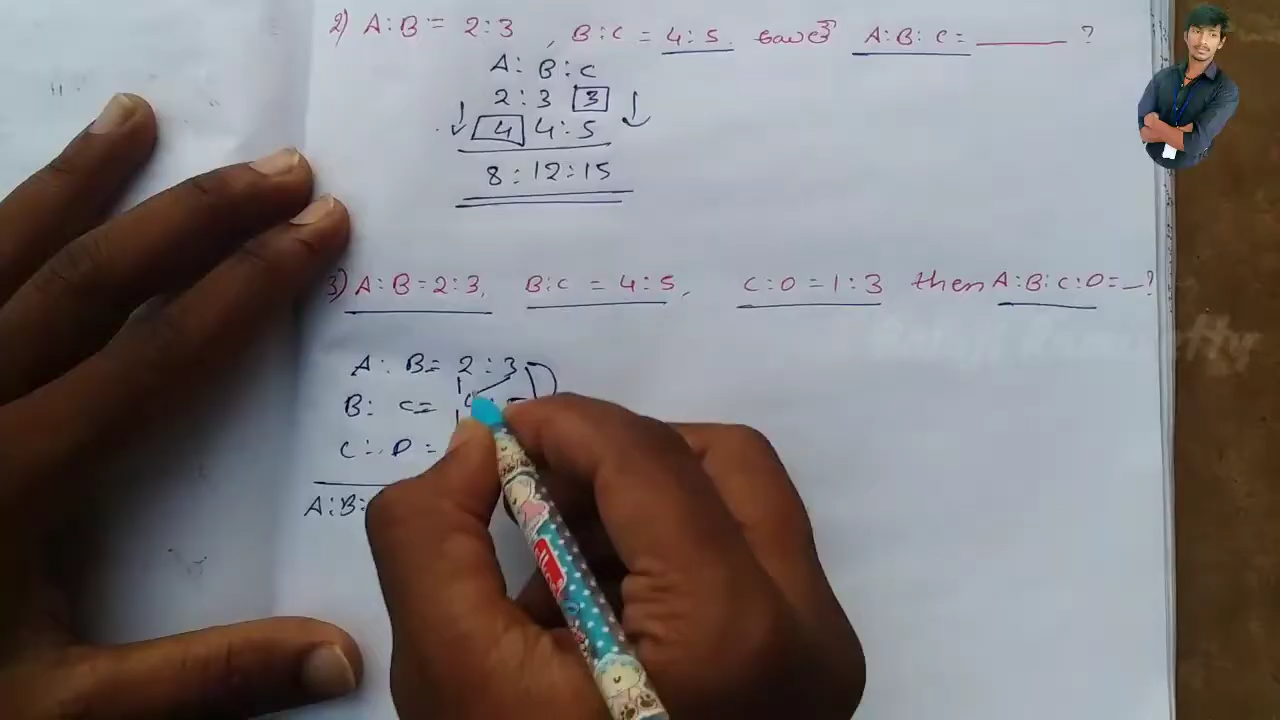 2) A:B = 2:3 , B:C = 4:5. అయితే A:B:C = ______ ?
A: B:C
2:3 3
4 4:5
8:12:15
3) A:B=2:3, B:C = 4:5, C:D=1:3 then A:B:C:D=_?
A: B= 2:3
B: C=
C: D =
A:B: